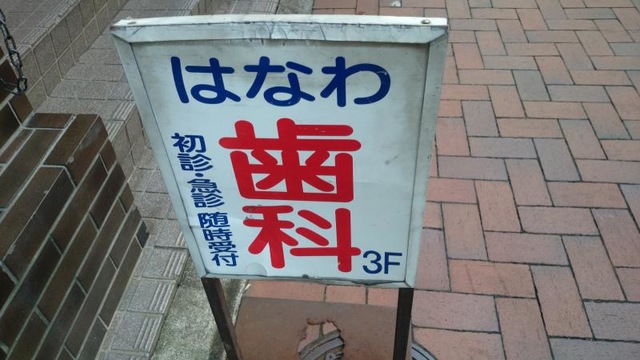 はなわ
歯科
初診・急診
随時受付
3F